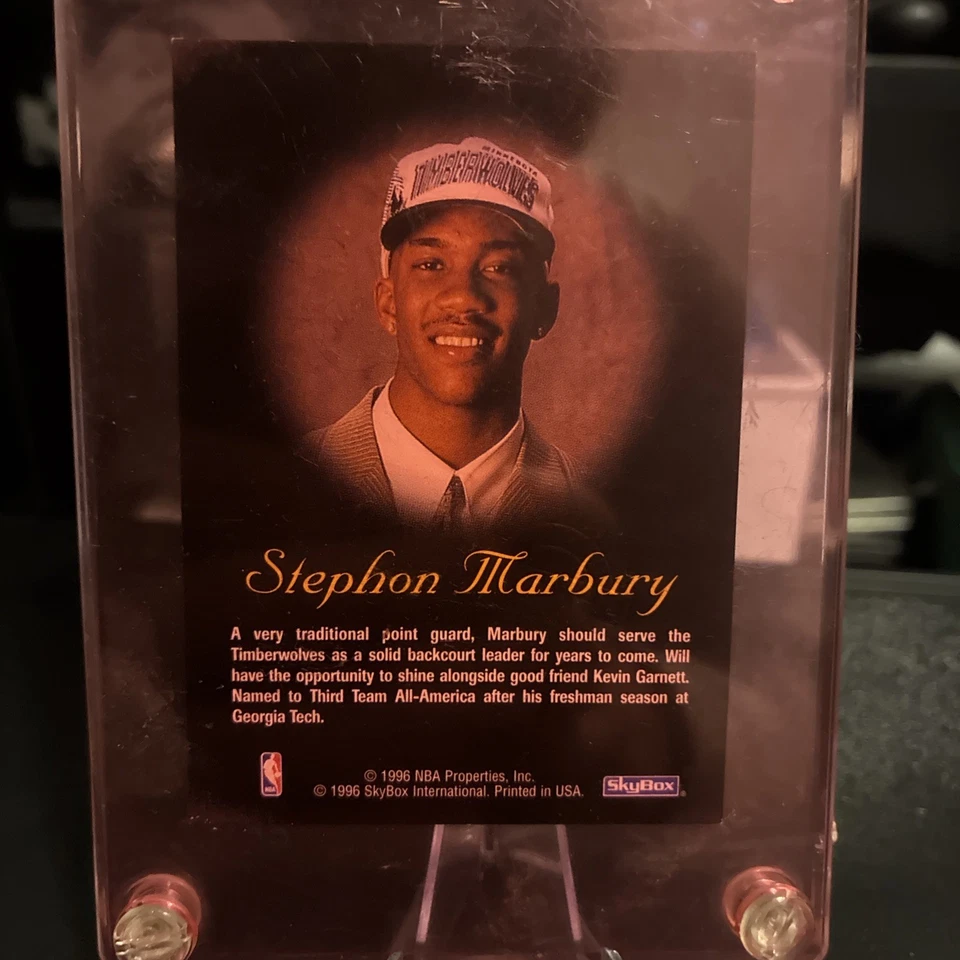 MINNESOTA
TIMBERWOLVES
Stephon Marbury
A very traditional point guard, Marbury should serve the
Timberwolves as a solid backcourt leader for years to come. Will
have the opportunity to shine alongside good friend Kevin Garnett.
Named to Third Team All-America after his freshman season at
Georgia Tech.
NBA
© 1996 NBA Properties, Inc.
© 1996 SkyBox International. Printed in USA.
SkyBox